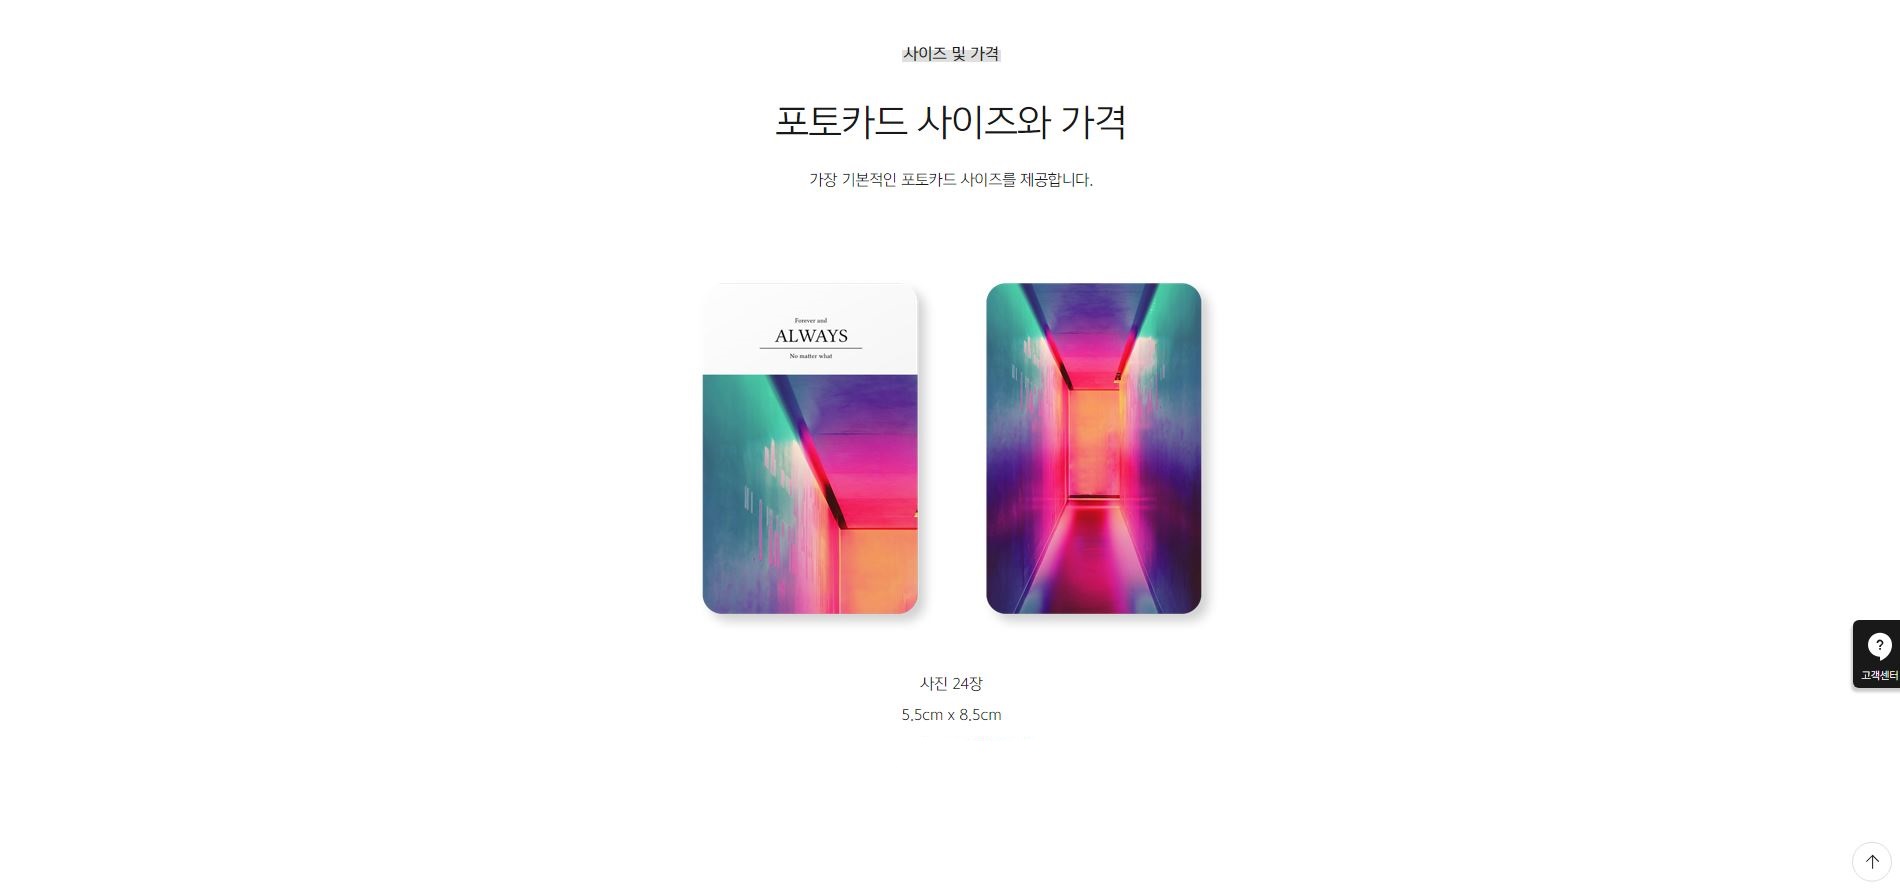 사이즈 및 가격
포토카드 사이즈와 가격
가장 기본적인 포토카드 사이즈를 제공합니다.
Forever and
ALWAYS
No matter what
사진 24장
5.5cm x 8.5cm
?
고객센터